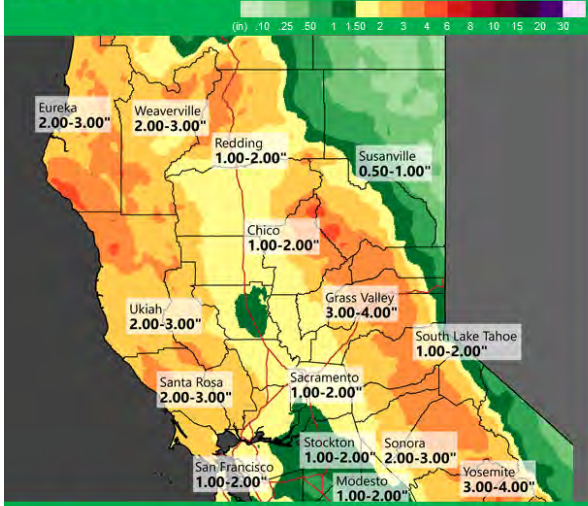 (in) .10 .25 .50 1 1.50 2 3 4 6 8 10 15 20 30
Eureka
2.00-3.00"
Weaverville
2.00-3.00"
Redding
1.00-2.00"
Susanville
0.50-1.00"
Chico
1.00-2.00"
Ukiah
2.00-3.00"
Grass Valley
3.00-4.00"
South Lake Tahoe
1.00-2.00"
Santa Rosa
2.00-3.00"
Sacramento
1.00-2.00"
Stockton
1.00-2.00"
Sonora
2.00-3.00"
San Francisco
1.00-2.00"
Modesto
1.00-2.00"
Yosemite
3.00-4.00"